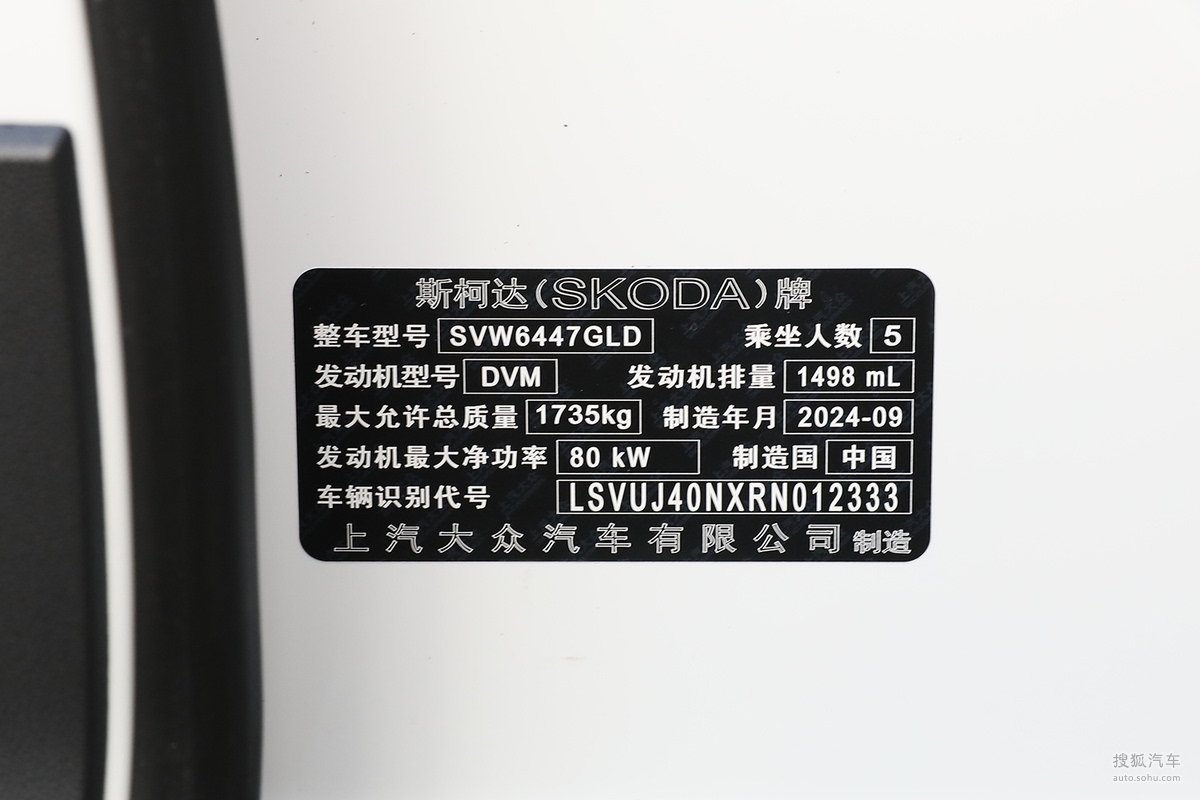 斯柯达(SKODA)牌
整车型号 SVW6447GLD 乘坐人数 5
发动机型号 DVM 发动机排量 1498 mL
最大允许总质量 1735kg 制造年月 2024-09
发动机最大净功率 80 kW 制造国 中国
车辆识别代号 LSVUJ40NXRN012333
上汽大众汽车有限公司 制造
搜狐汽车
auto.sohu.com